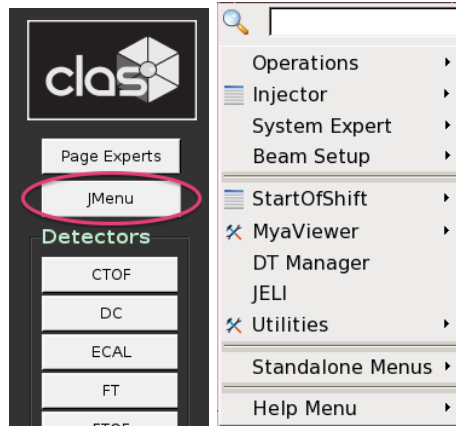 clas
Page Experts
JMenu
Detectors
CTOF
DC
ECAL
FT
FTOF
Operations
Injector
System Expert
Beam Setup
StartOfShift
MyaViewer
DT Manager
JELI
Utilities
Standalone Menus
Help Menu